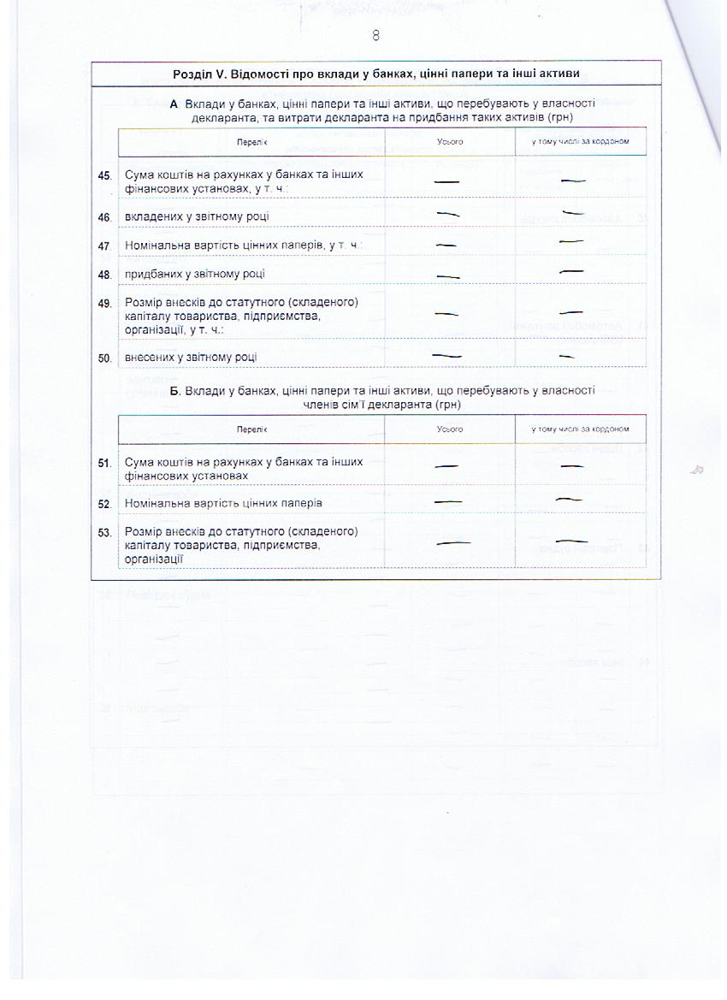 8
Розділ V. Відомості про вклади у банках, цінні папери та інші активи
А. Вклади у банках, цінні папери та інші активи, що перебувають у власності
декларанта, та витрати декларанта на придбання таких активів (грн)
Перелік Усього у тому числі за кордоном
45. Сума коштів на рахунках у банках та інших — —
фінансових установах, у т. ч.:
46. вкладених у звітному році — —
47. Номінальна вартість цінних паперів, у т. ч.: — —
48. придбаних у звітному році — —
49. Розмір внесків до статутного (складеного)
капіталу товариства, підприємства, — —
організації, у т. ч.:
50. внесених у звітному році — —
Б. Вклади у банках, цінні папери та інші активи, що перебувають у власності
членів сім'ї декларанта (грн)
Перелік Усього у тому числі за кордоном
51. Сума коштів на рахунках у банках та інших — —
фінансових установах
52. Номінальна вартість цінних паперів — —
53. Розмір внесків до статутного (складеного)
капіталу товариства, підприємства, — —
організації